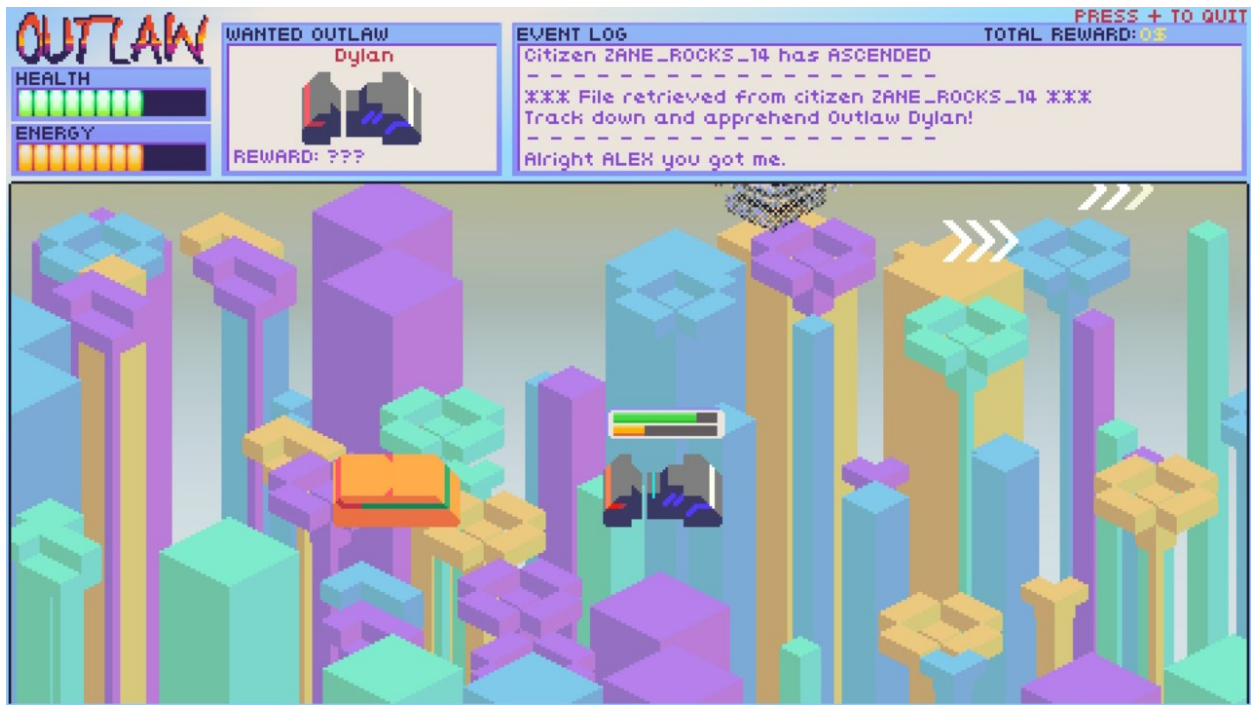 PRESS + TO QUIT
OUTLAW
HEALTH
ENERGY
WANTED OUTLAW
Dylan
REWARD: ???
EVENT LOG
TOTAL REWARD: 0$
Citizen ZANE_ROCKS_14 has ASCENDED
- - - - - - - - - - - - - - - - - -
*** File retrieved from citizen ZANE_ROCKS_14 ***
Track down and apprehend Outlaw Dylan!
- - - - - - - - - - - - - - - - - -
Alright ALEX you got me.